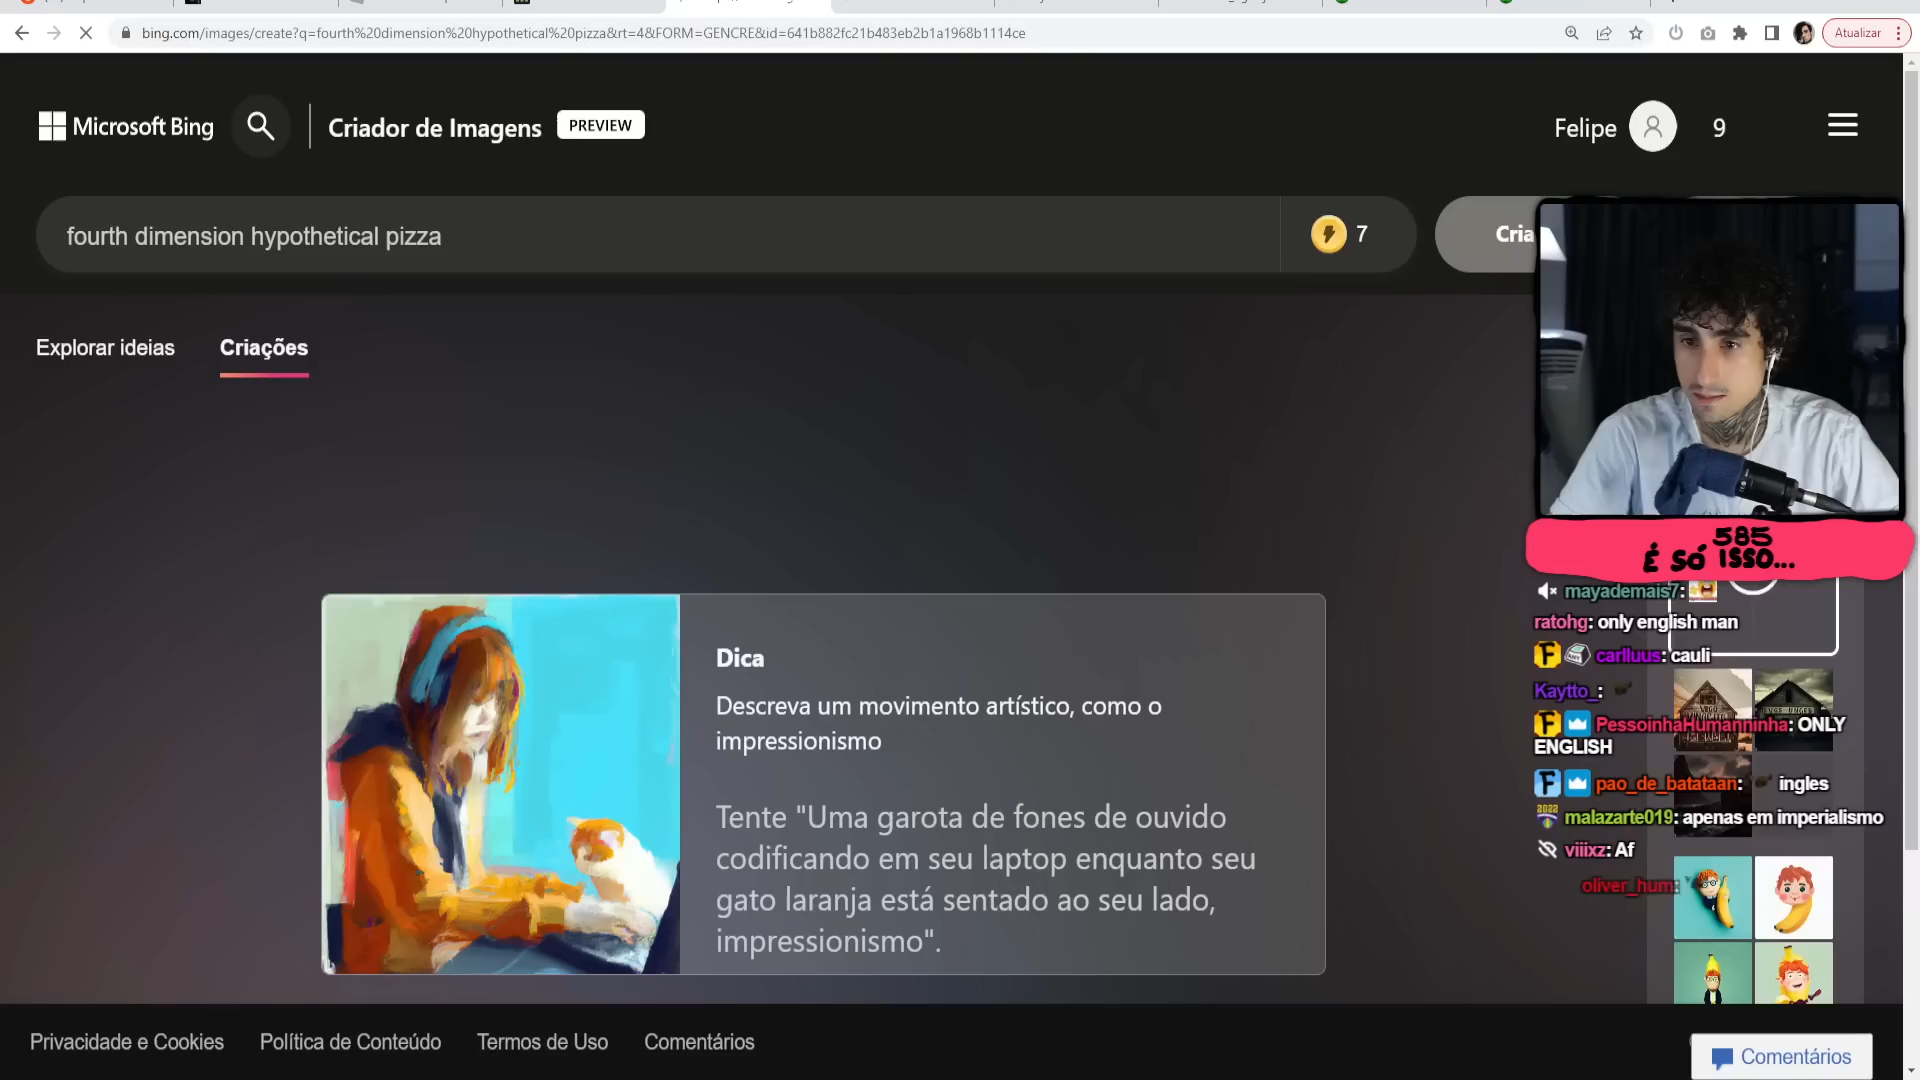 bing.com/images/create?q=fourth%20dimension%20hypothetical%20pizza&rt=4&FORM=GENCRE&id=641b882fc21b483eb2b1a1968b1114ce
Atualizar
Microsoft Bing
Criador de Imagens
PREVIEW
Felipe
9
fourth dimension hypothetical pizza
7
Cria
Explorar ideias
Criações
585
É SÓ ISSO...
mayademais7:
ratohg: only english man
carlluus: cauli
Kaytto_:
PessoinhaHumanninha: ONLY
ENGLISH
pao_de_batataan: ingles
2022
malazarte019: apenas em imperialismo
viiixz: Af
oliver_hum:
Dica
Descreva um movimento artístico, como o
impressionismo
Tente "Uma garota de fones de ouvido
codificando em seu laptop enquanto seu
gato laranja está sentado ao seu lado,
impressionismo".
Privacidade e Cookies
Política de Conteúdo
Termos de Uso
Comentários
Comentários